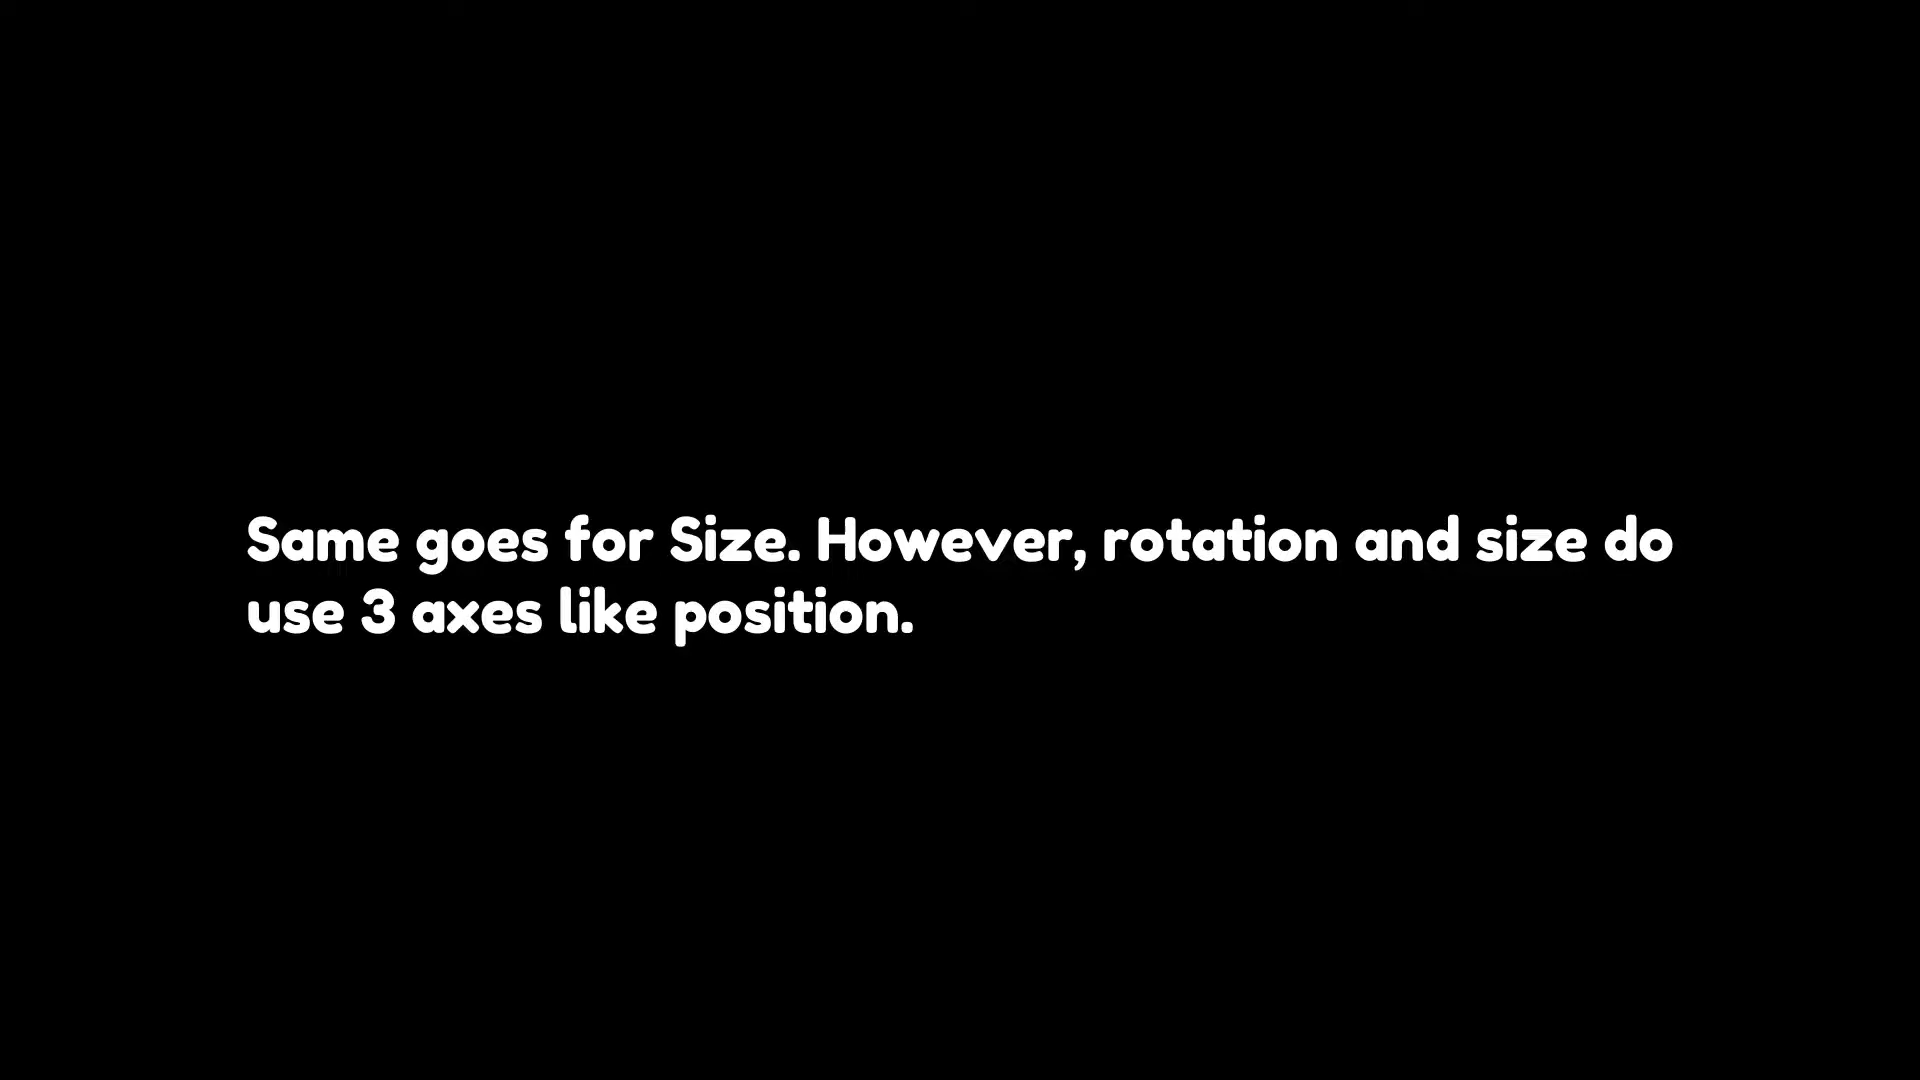 Same goes for Size. However, rotation and size do
use 3 axes like position.